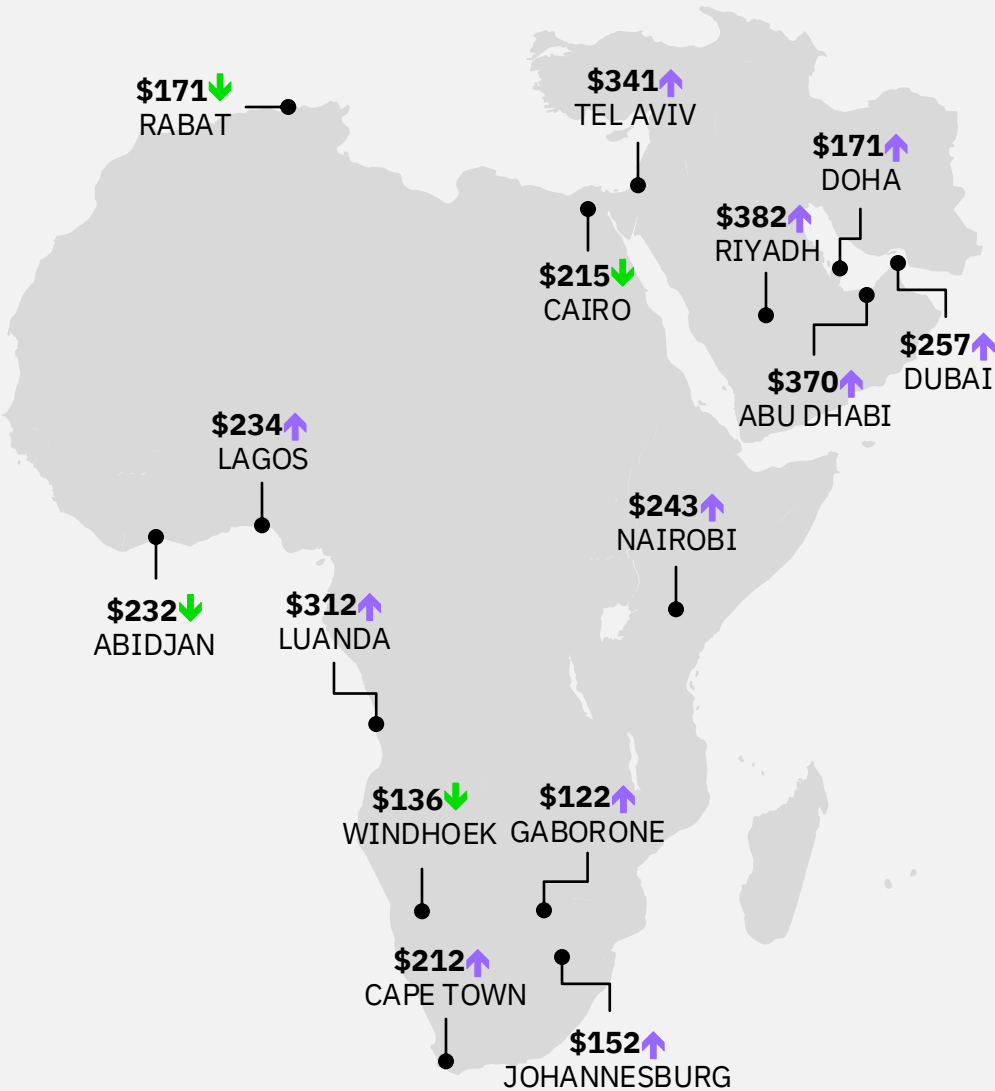 $171
RABAT
$341
TEL AVIV
$171
DOHA
$382
RIYADH
$215
CAIRO
$257
DUBAI
$370
ABU DHABI
$234
LAGOS
$243
NAIROBI
$232
ABIDJAN
$312
LUANDA
$136
WINDHOEK
$122
GABORONE
$212
CAPE TOWN
$152
JOHANNESBURG